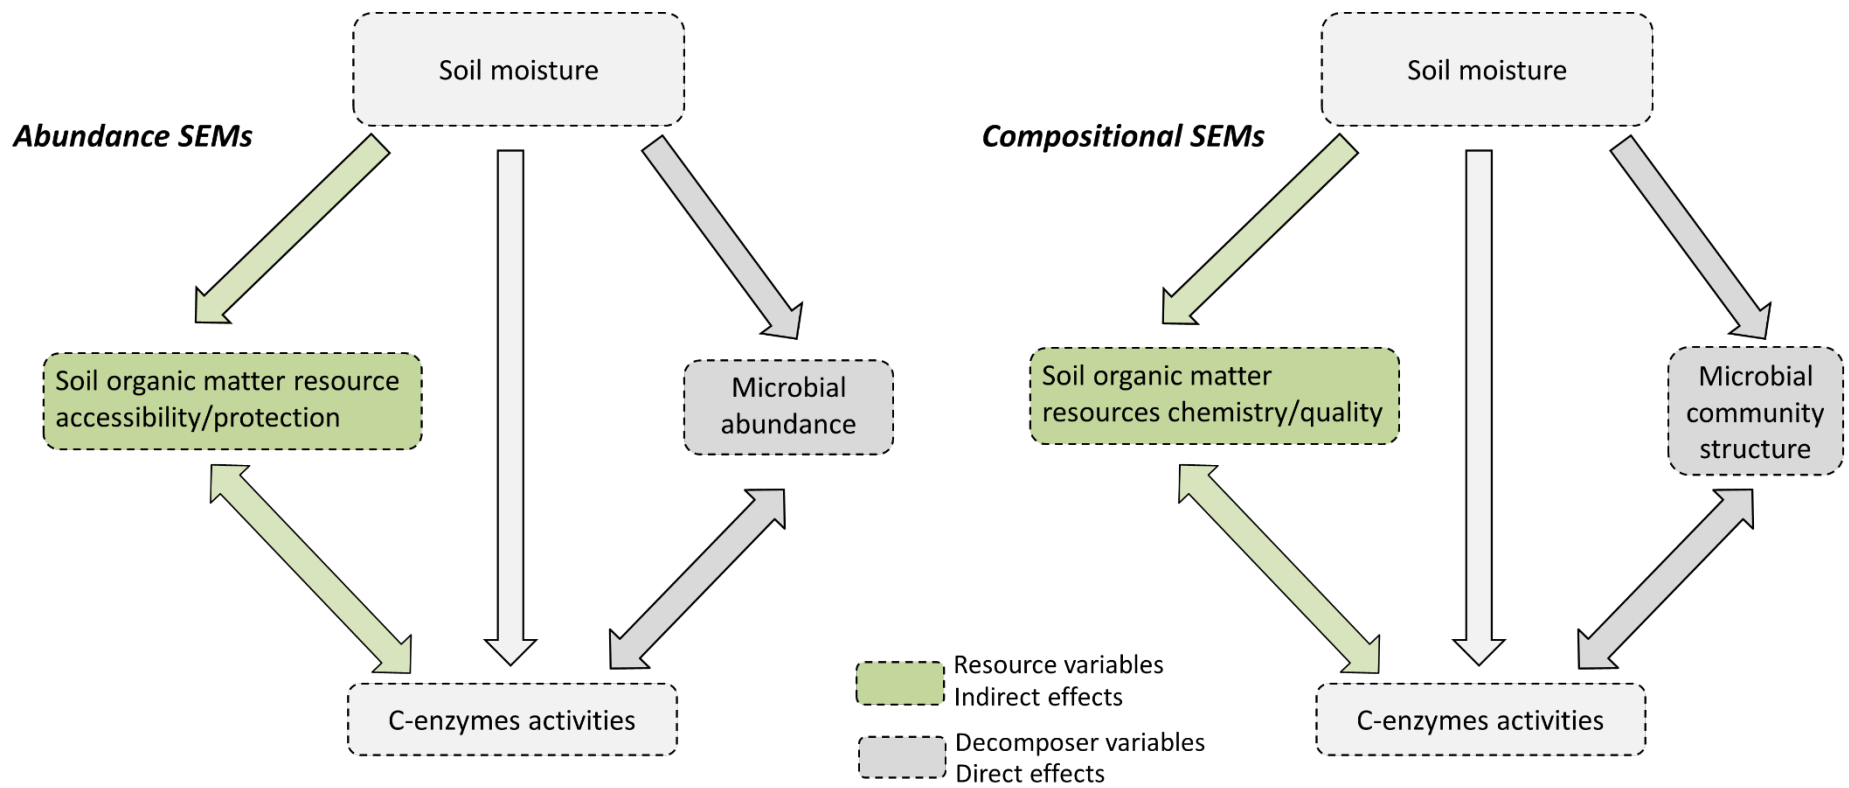 Abundance SEMs
Soil moisture
Soil organic matter resource
accessibility/protection
Microbial
abundance
C-enzymes activities
Compositional SEMs
Soil moisture
Soil organic matter
resources chemistry/quality
Microbial
community
structure
C-enzymes activities
Resource variables
Indirect effects
Decomposer variables
Direct effects